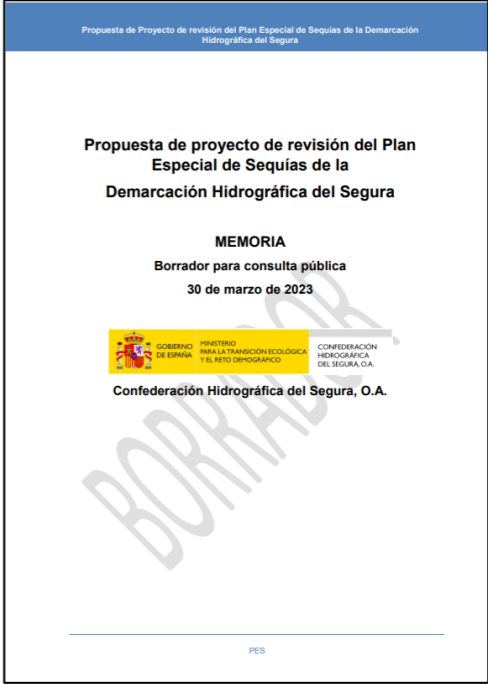 Propuesta de Proyecto de revisión del Plan Especial de Sequías de la Demarcación
Hidrográfica del Segura
Propuesta de proyecto de revisión del Plan
Especial de Sequías de la
Demarcación Hidrográfica del Segura
MEMORIA
Borrador para consulta pública
30 de marzo de 2023
GOBIERNO
DE ESPAÑA
MINISTERIO
PARA LA TRANSICIÓN ECOLÓGICA
Y EL RETO DEMOGRÁFICO
CONFEDERACIÓN
HIDROGRÁFICA
DEL SEGURA, O.A.
Confederación Hidrográfica del Segura, O.A.
BORRADOR
PES